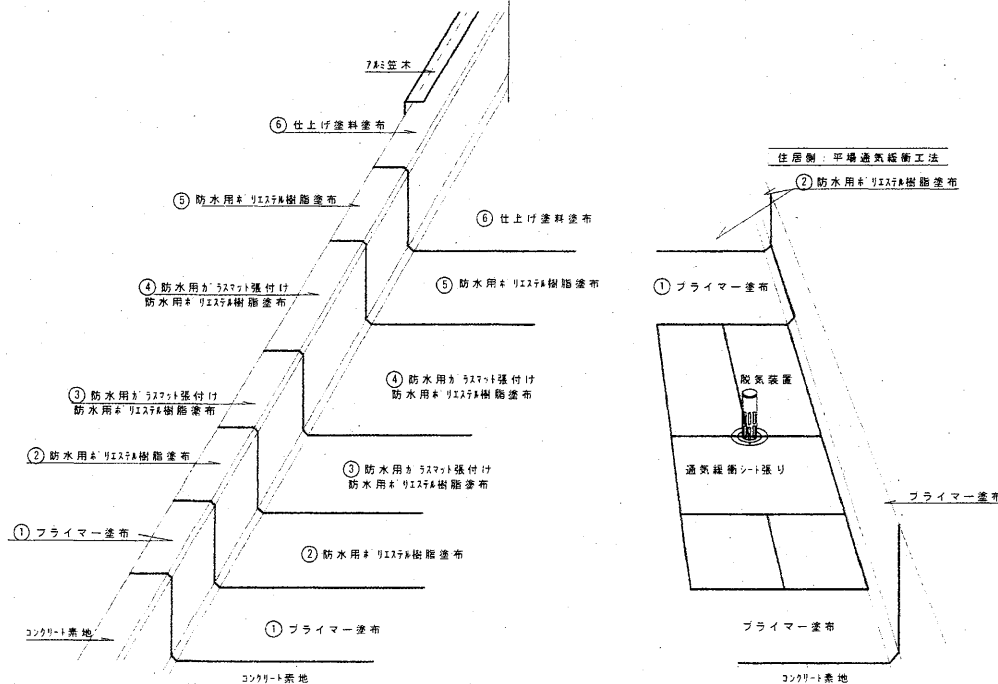 アルミ笠木
⑥ 仕上げ塗料塗布
⑤ 防水用ポリエステル樹脂塗布
④ 防水用ガラスマット張付け
防水用ポリエステル樹脂塗布
③ 防水用ガラスマット張付け
防水用ポリエステル樹脂塗布
② 防水用ポリエステル樹脂塗布
① プライマー塗布
コンクリート素地
⑥ 仕上げ塗料塗布
⑤ 防水用ポリエステル樹脂塗布
④ 防水用ガラスマット張付け
防水用ポリエステル樹脂塗布
③ 防水用ガラスマット張付け
防水用ポリエステル樹脂塗布
② 防水用ポリエステル樹脂塗布
① プライマー塗布
コンクリート素地
住居側:平場通気緩衝工法
② 防水用ポリエステル樹脂塗布
① プライマー塗布
脱気装置
通気緩衝シート張り
プライマー塗布
プライマー塗布
コンクリート素地